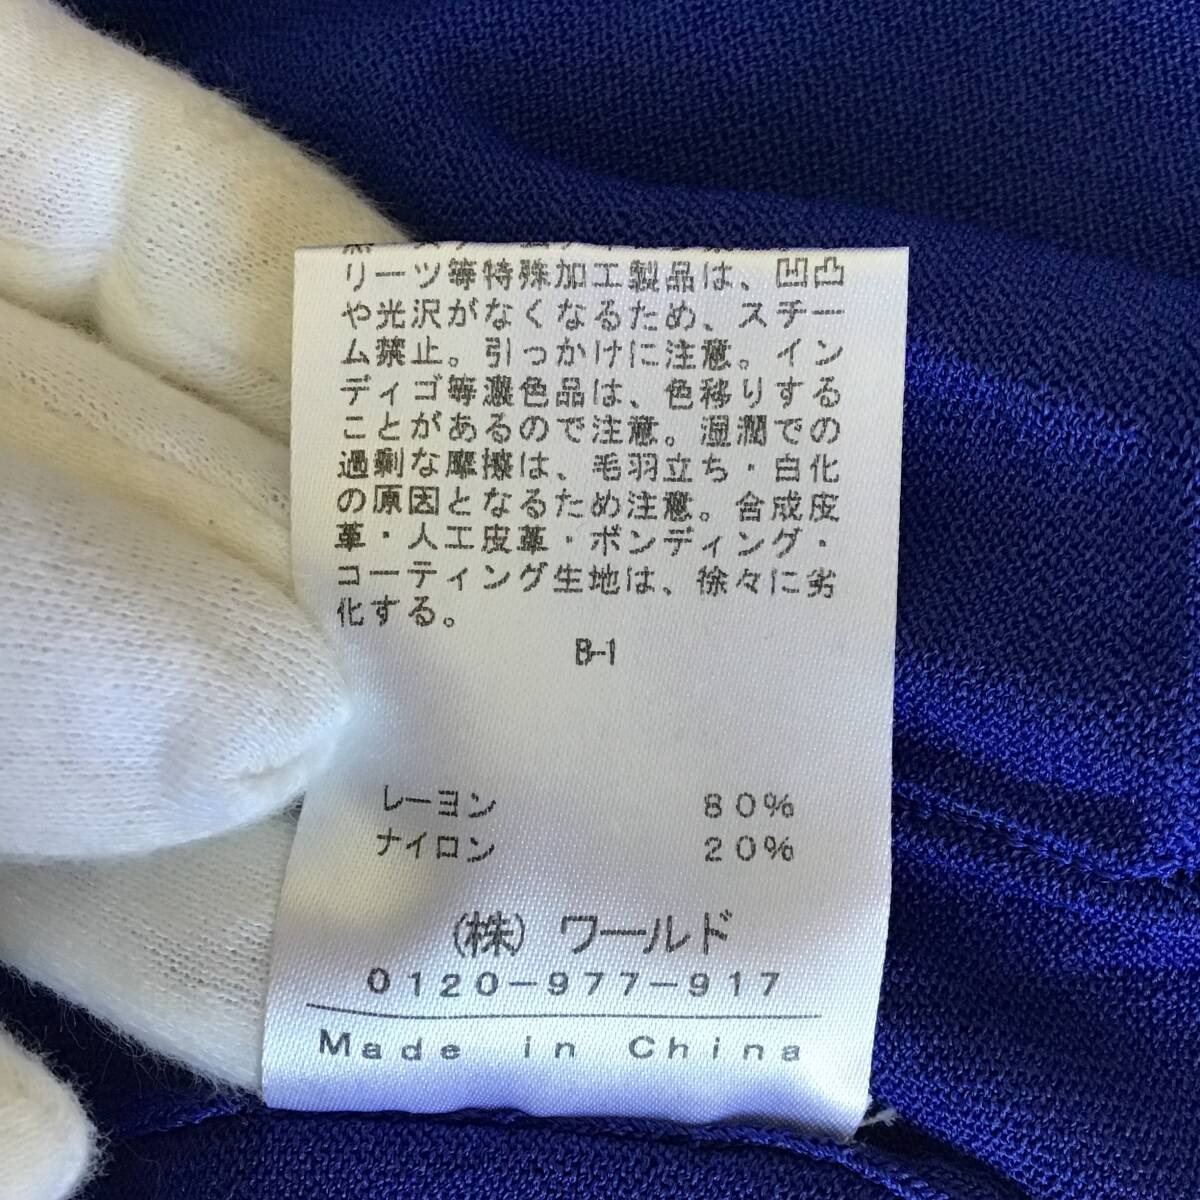 リーツ等特殊加工製品は、凹凸
や光沢がなくなるため、スチー
ム禁止。引っかけに注意。イン
ディゴ等濃色品は、色移りする
ことがあるので注意。湿潤での
過剰な摩擦は、毛羽立ち・白化
の原因となるため注意。合成皮
革・人工皮革・ボンディング・
コーティング生地は、徐々に劣
化する。
B-1
レーヨン 80%
ナイロン 20%
(株)ワールド
0120-977-917
Made in China